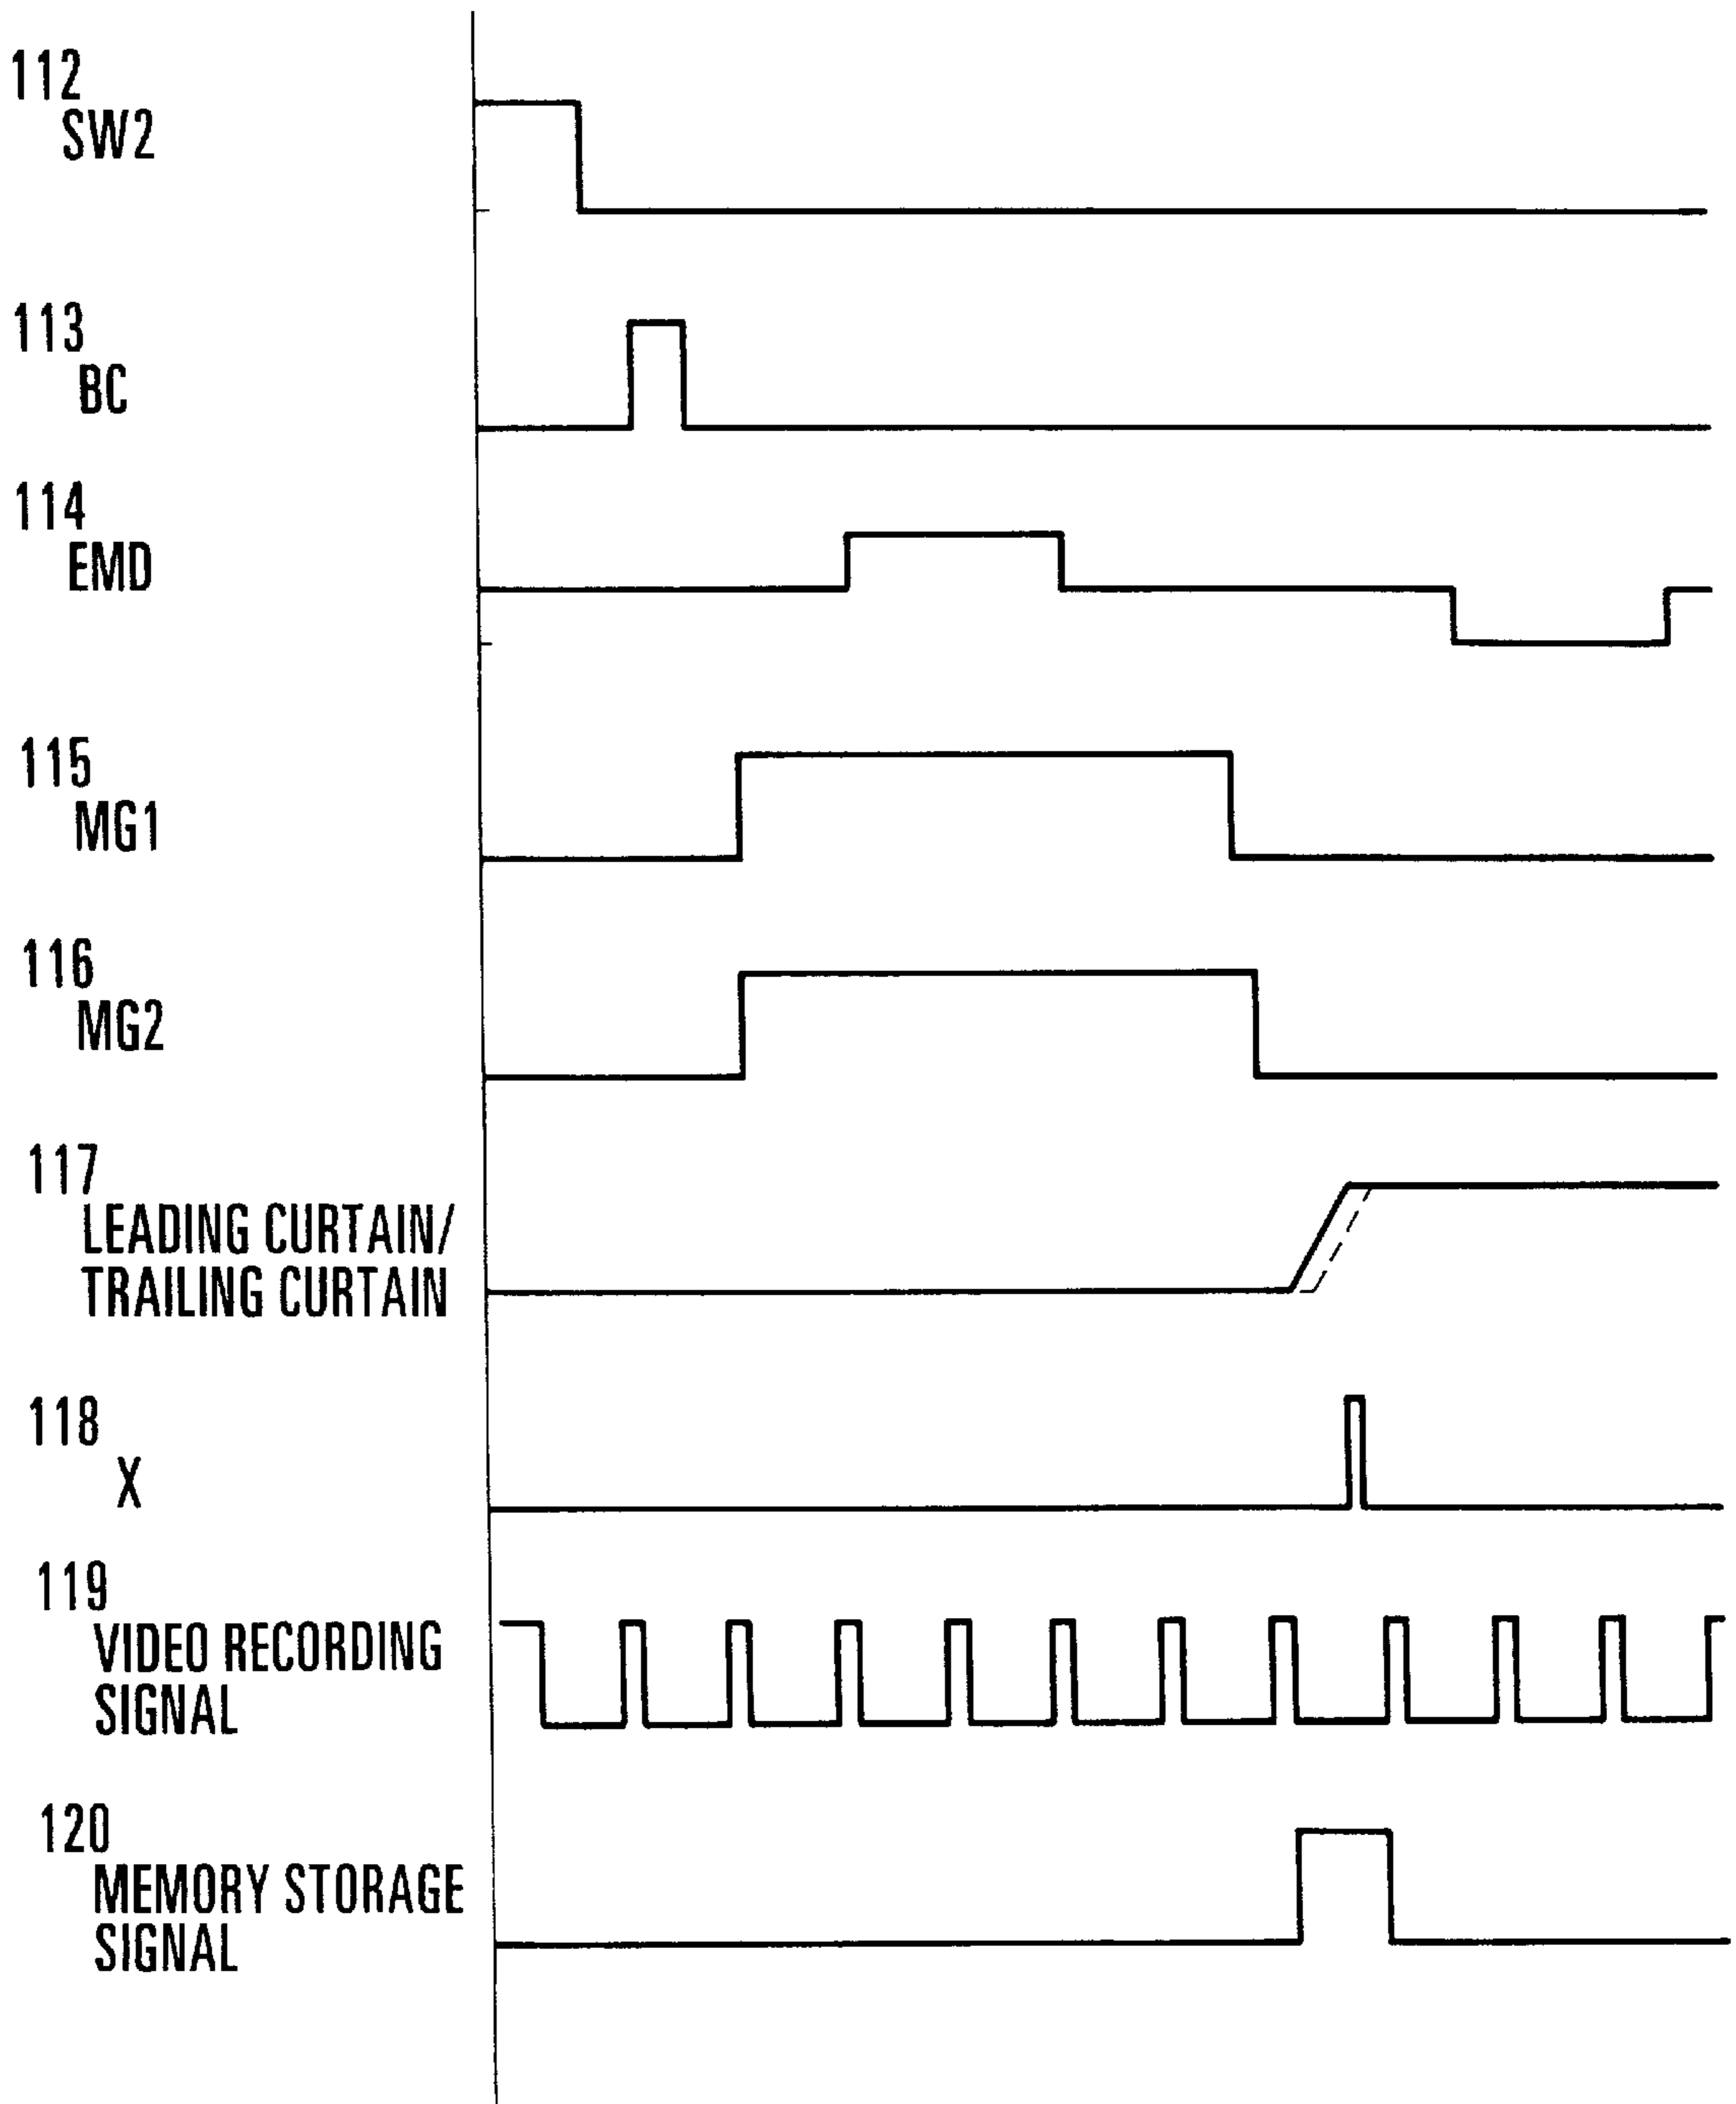 112
SW2
113
BC
114
EMD
115
MG1
116
MG2
117
LEADING CURTAIN/
TRAILING CURTAIN
118
X
119
VIDEO RECORDING
SIGNAL
120
MEMORY STORAGE
SIGNAL